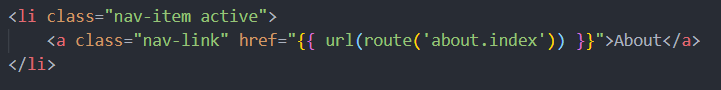 <li class="nav-item active">
    <a class="nav-link" href="{{ url(route('about.index')) }}">About</a>
</li>